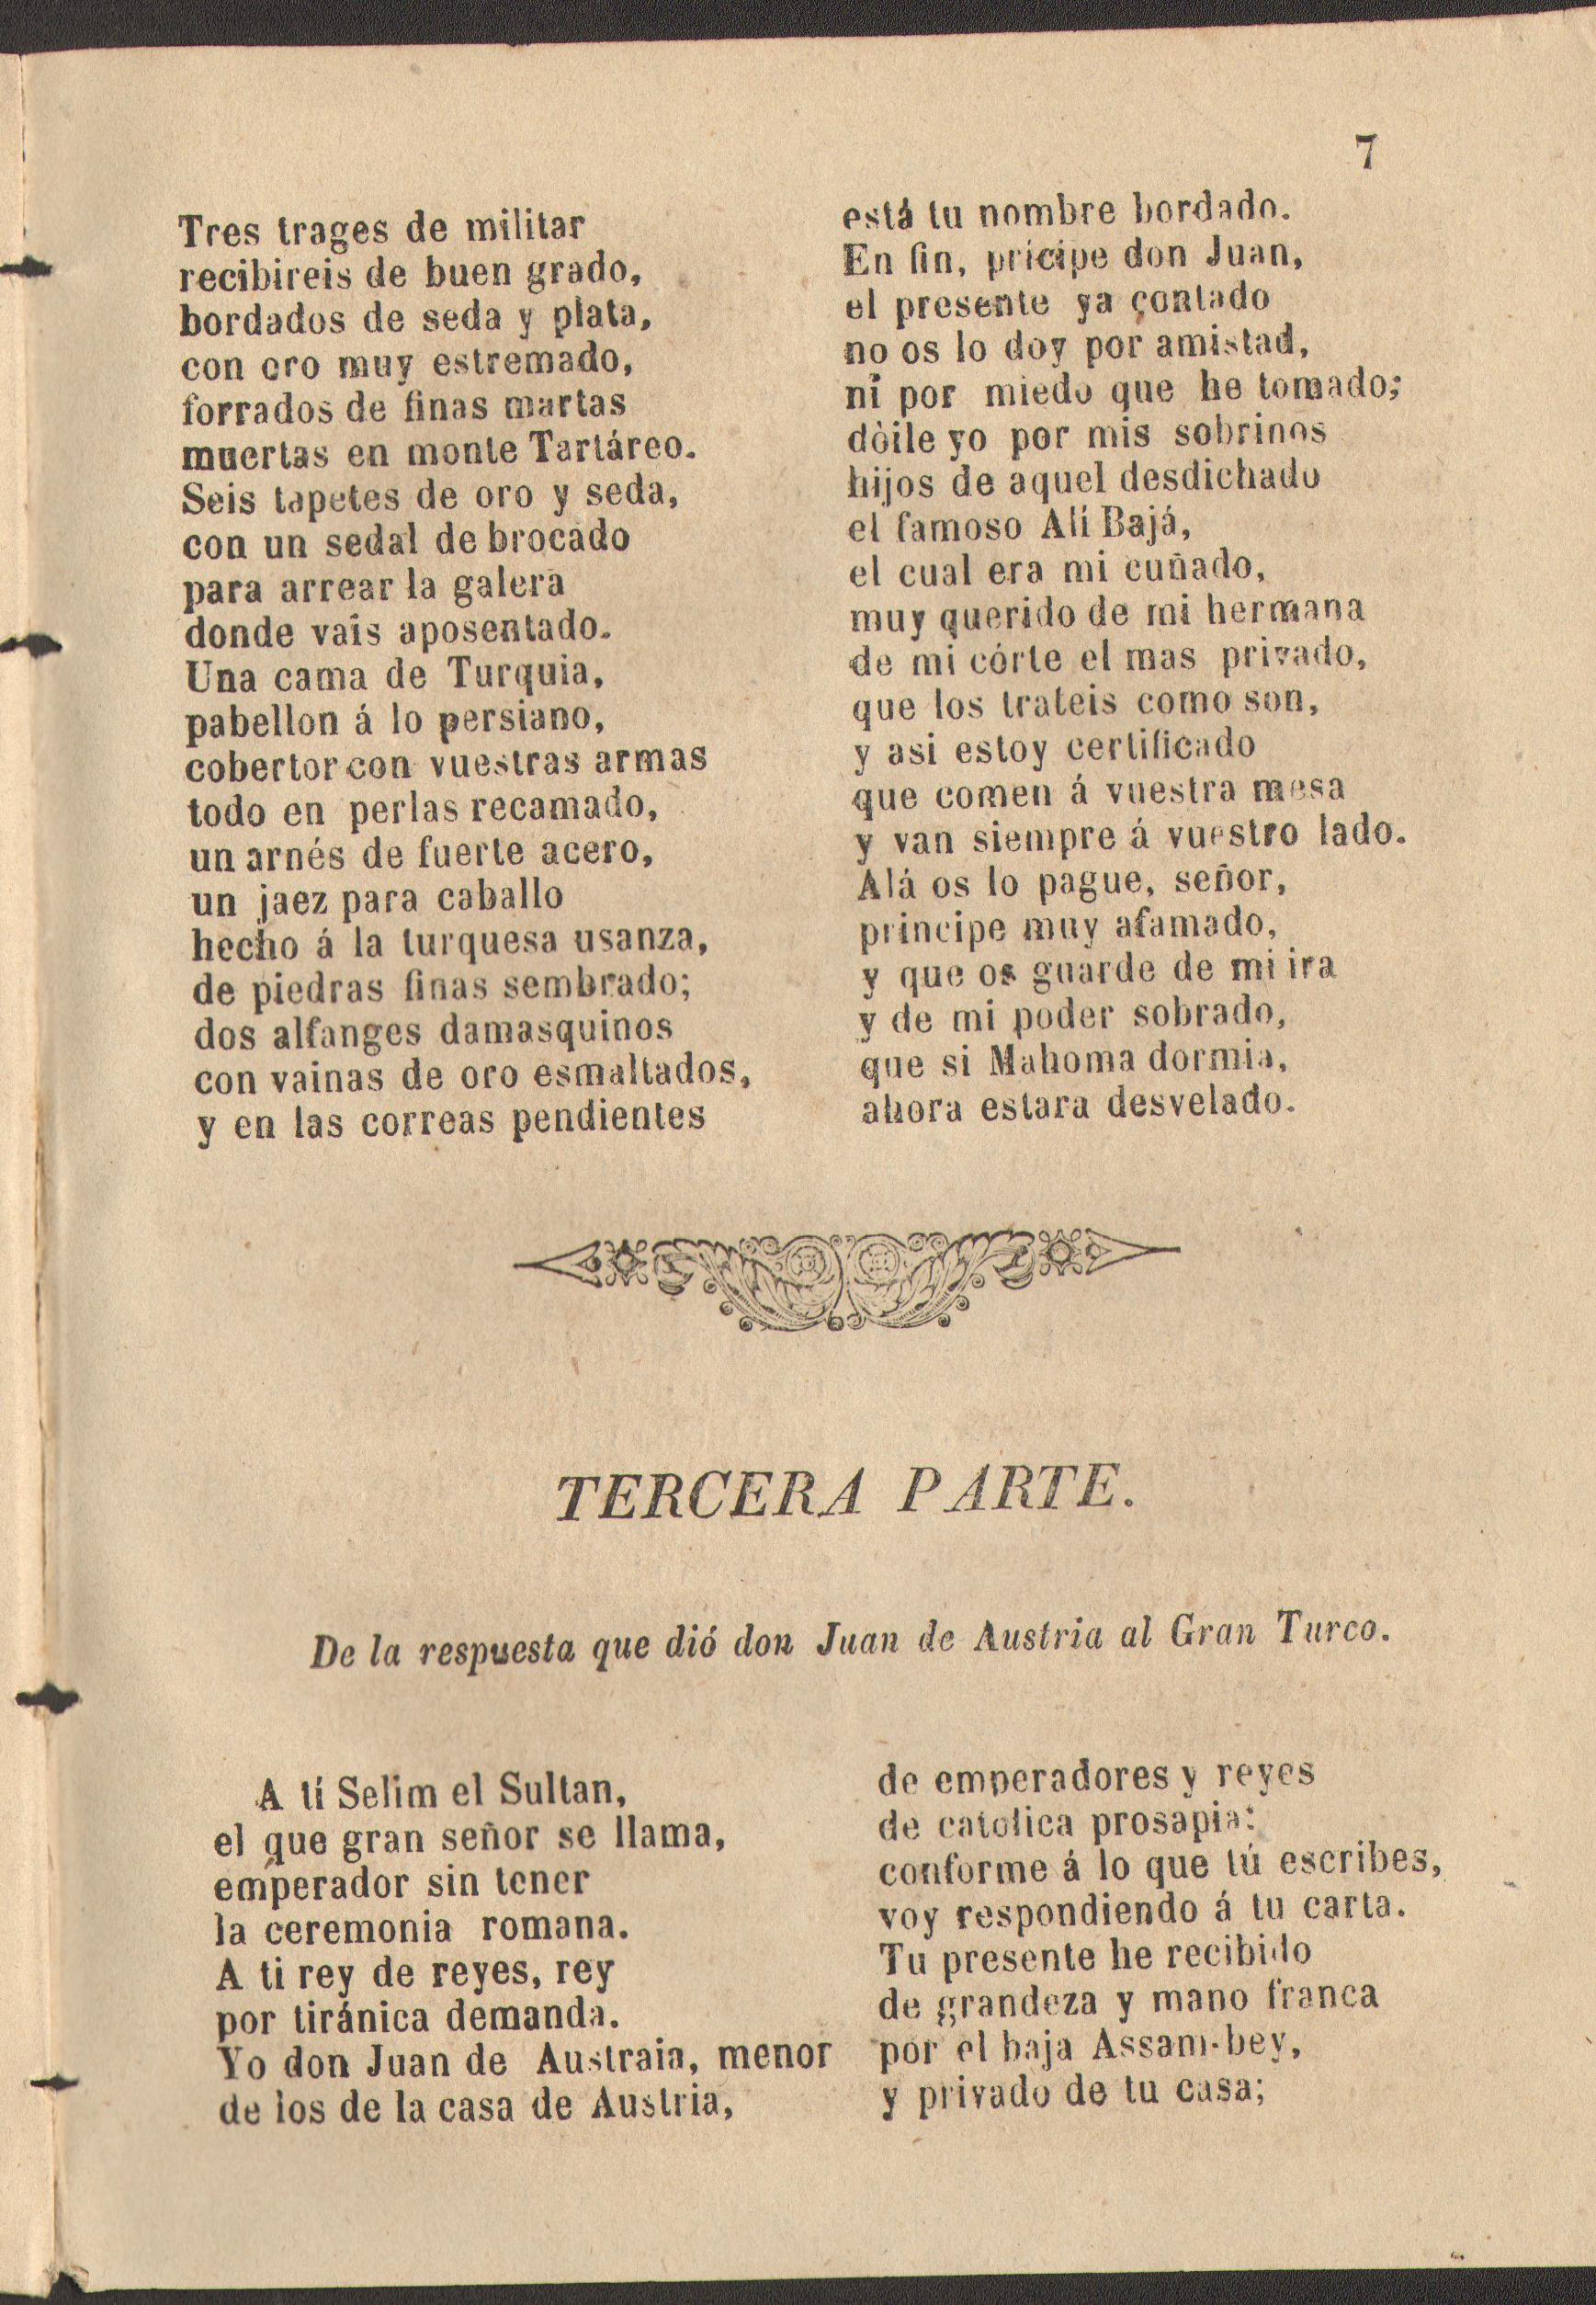 7
Tres trages de militar
recibireis de buen grado,
bordados de seda y plata,
con oro muy estremado,
forrados de finas martas
muertas en monte Tartáreo.
Seis tapetes de oro y seda,
con un sedal de brocado
para arrear la galera
donde vais aposentado.
Una cama de Turquia,
pabellon á lo persiano,
cobertor con vuestras armas
todo en perlas recamado,
un arnés de fuerte acero,
un jaez para caballo
hecho á la turquesa usanza,
de piedras finas sembrado;
dos alfanges damasquinos
con vainas de oro esmaltados,
y en las correas pendientes
está tu nombre bordado.
En fin, pricipe don Juan,
el presente ya contado
no os lo doy por amistad,
ni por miedo que he tomado;
dòile yo por mis sobrinos
hijos de aquel desdichado
el famoso Alí Bajá,
el cual era mi cuñado,
muy querido de mi hermana
de mi córte el mas privado,
que los trateis como son,
y asi estoy certificado
que comen á vuestra mesa
y van siempre á vuestro lado.
Alá os lo pague, señor,
principe muy afamado,
y que os guarde de mi ira
y de mi poder sobrado,
que si Mahoma dormia,
ahora estara desvelado.
TERCERA PARTE.
De la respuesta que dió don Juan de Austria al Gran Turco.
A tí Selim el Sultan,
el que gran señor se llama,
emperador sin tener
la ceremonia romana.
A ti rey de reyes, rey
por tiránica demanda.
Yo don Juan de Austraia, menor
de los de la casa de Austria,
de emperadores y reyes
de catolica prosapia:
conforme á lo que tú escribes,
voy respondiendo á tu carta.
Tu presente he recibido
de grandeza y mano franca
por el baja Assam-bey,
y privado de tu casa;